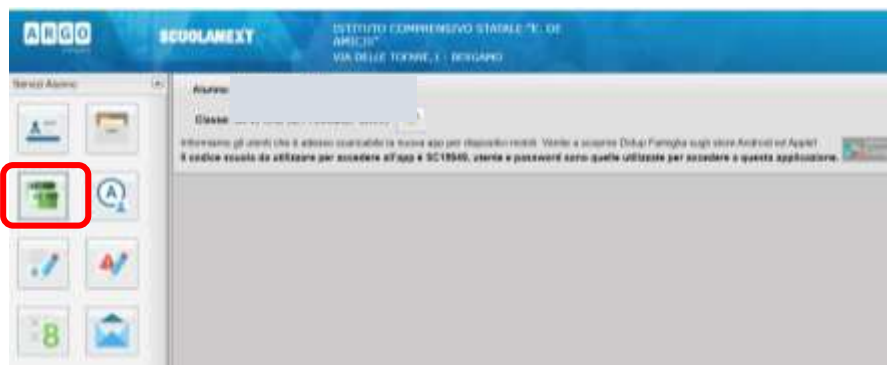 ARGO
SCUOLANEXT
ISTITUTO COMPRENSIVO STATALE "E. DE
AMICIS"
VIA DELLE TOFANE, 1 - BERGAMO
Servizi Alunno
Alunno
Classe
Informiamo gli utenti che è adesso scaricabile la nuova app per dispositivi mobili. Venite a scoprire Didup Famiglia sugli store Android ed Apple!
Il codice scuola da utilizzare per accedere all'app è utente e password sono quelle utilizzate per accedere a questa applicazione.
A
A
8